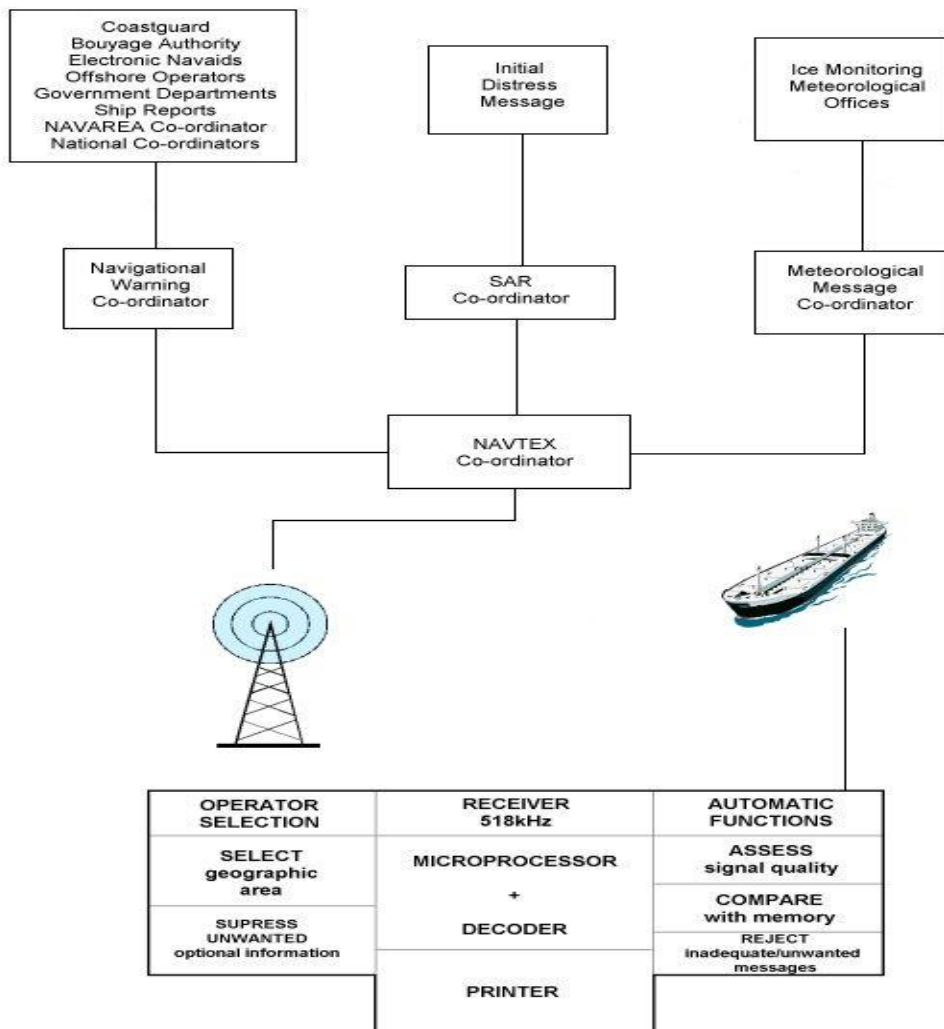 Coastguard
Bouyage Authority
Electronic Navaids
Offshore Operators
Government Departments
Ship Reports
NAVAREA Co-ordinator
National Co-ordinators
Initial
Distress
Message
Ice Monitoring
Meteorological
Offices
Navigational
Warning
Co-ordinator
SAR
Co-ordinator
Meteorological
Message
Co-ordinator
NAVTEX
Co-ordinator
OPERATOR
SELECTION
RECEIVER
518kHz
AUTOMATIC
FUNCTIONS
SELECT
geographic
area
SUPRESS
UNWANTED
optional information
MICROPROCESSOR
+
DECODER
ASSESS
signal quality
COMPARE
with memory
REJECT
inadequate/unwanted
messages
PRINTER